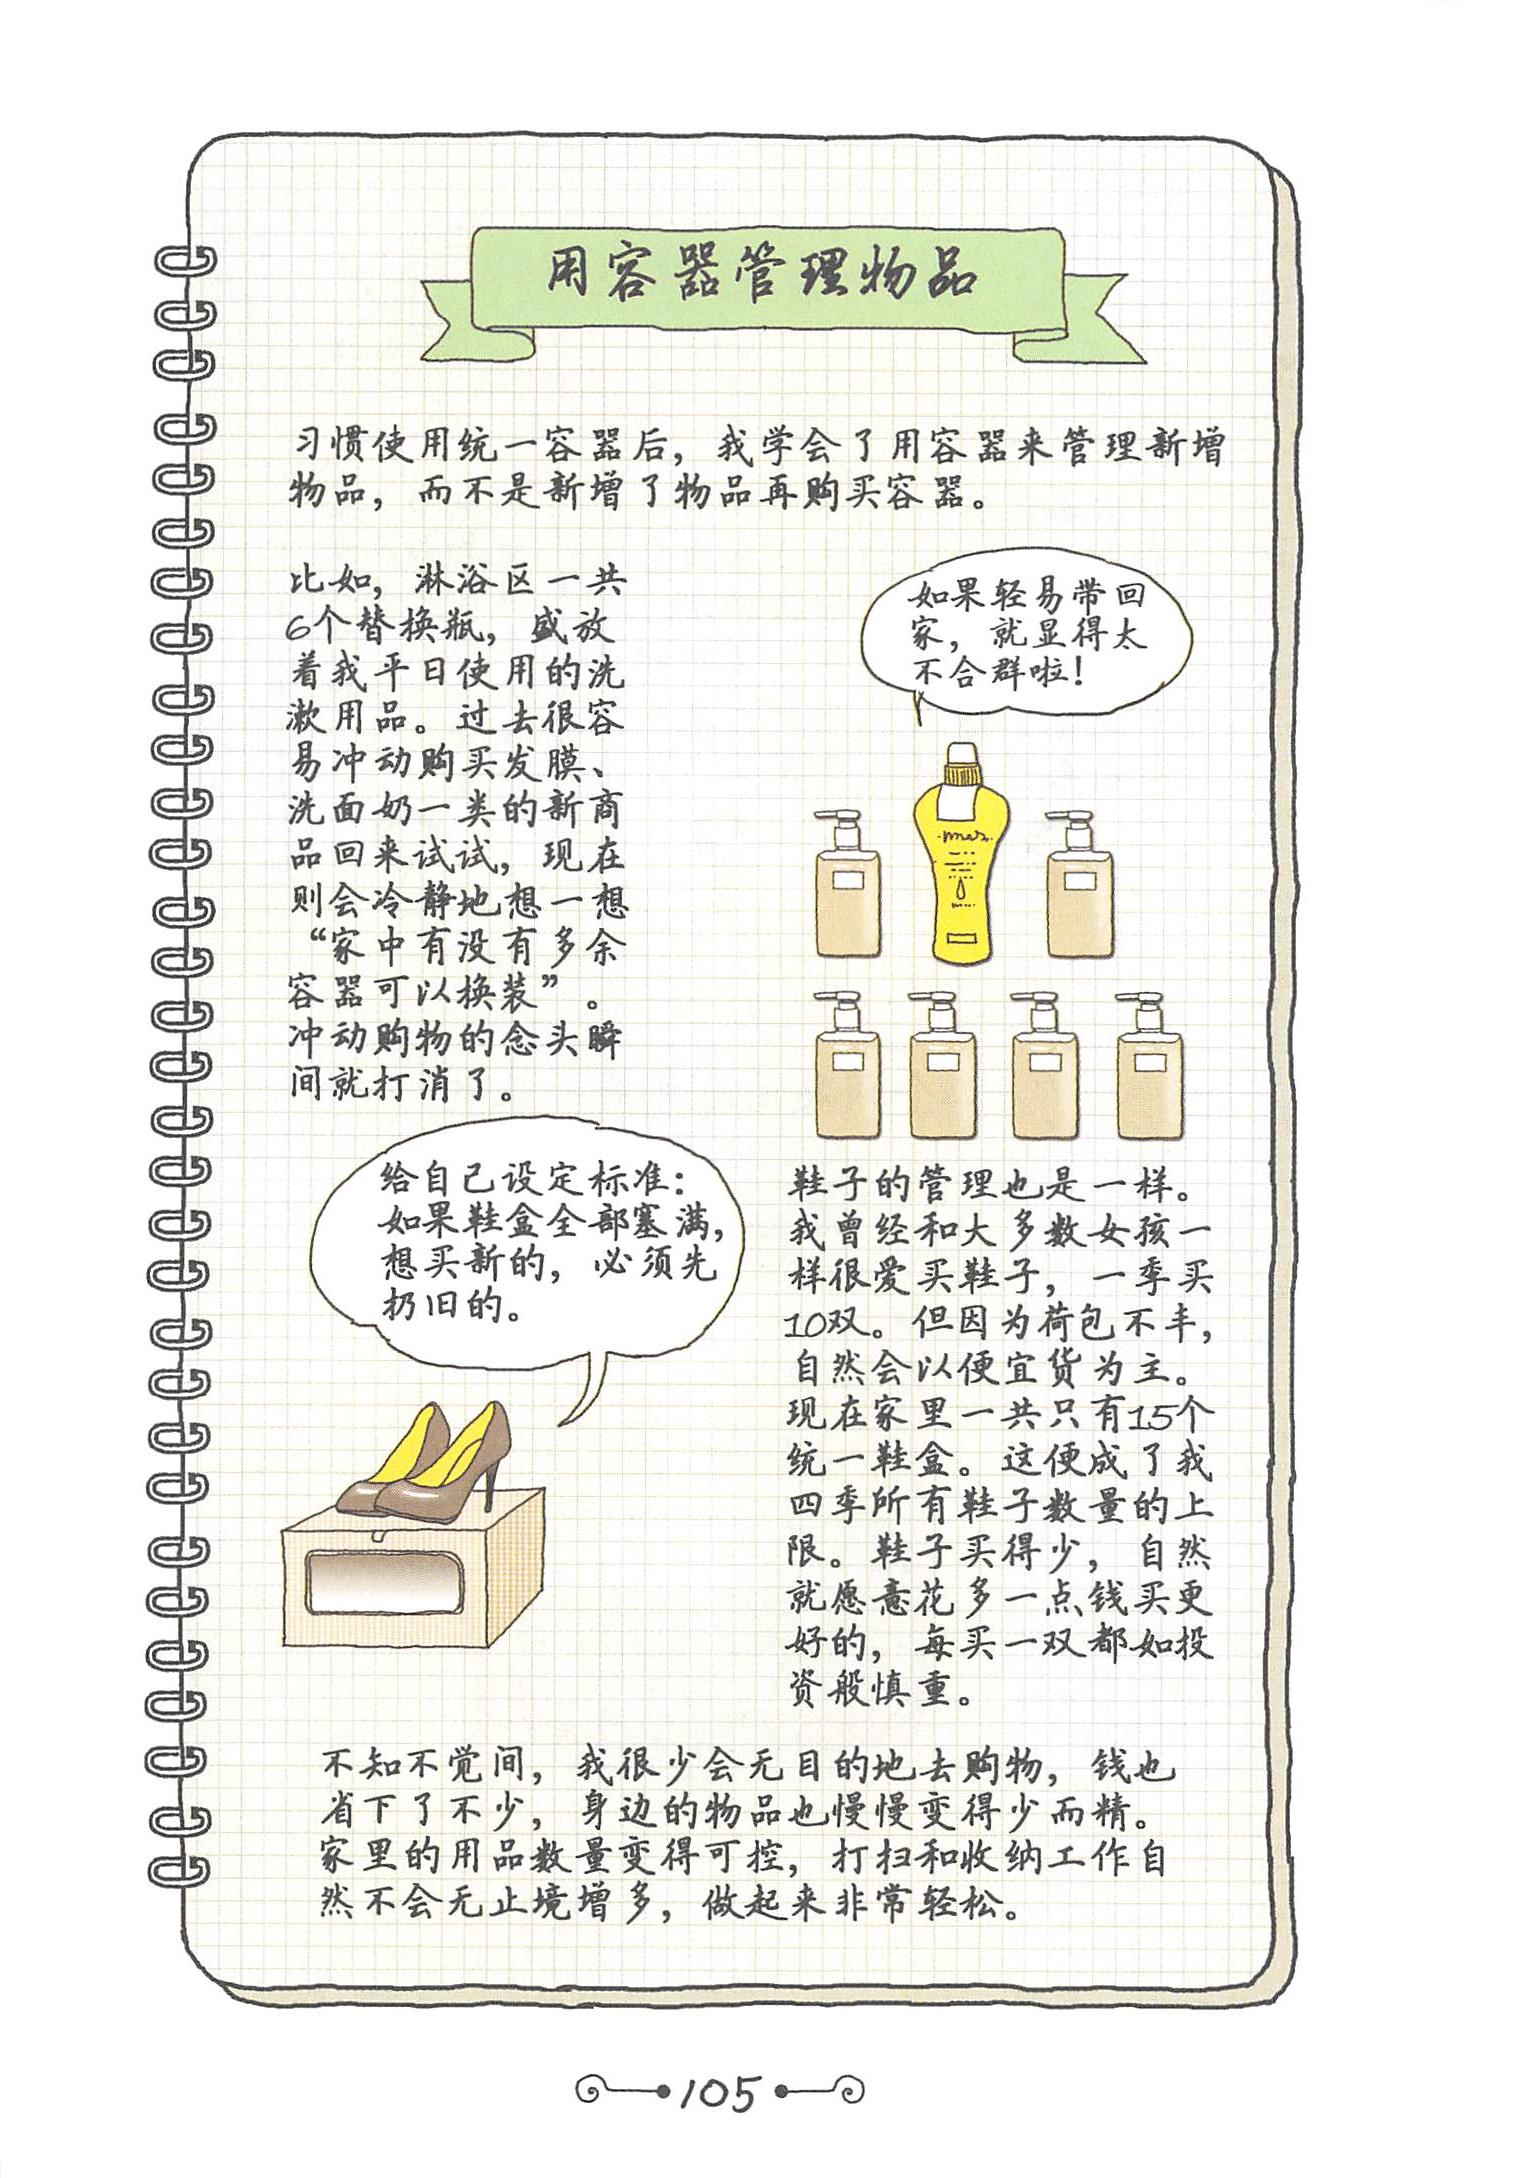 用容器管理物品
习惯使用统一容器后，我学会了用容器来管理新增
物品，而不是新增了物品再购买容器。
比如，淋浴区一共
6个替换瓶，盛放
着我平日使用的洗
漱用品。过去很容
易冲动购买发膜、
洗面奶一类的新商
品回来试试，现在
则会冷静地想一想
“家中有没有多余
容器可以换装”。
冲动购物的念头瞬
间就打消了。
如果轻易带回
家，就显得太
不合群啦！
给自己设定标准：
如果鞋盒全部塞满，
想买新的，必须先
扔旧的。
鞋子的管理也是一样。
我曾经和大多数女孩一
样很爱买鞋子，一季买
10双。但因为荷包不丰，
自然会以便宜货为主。
现在家里一共只有15个
统一鞋盒。这便成了我
四季所有鞋子数量的上
限。鞋子买得少，自然
就愿意花多一点钱买更
好的，每买一双都如投
资般慎重。
不知不觉间，我很少会无目的地去购物，钱也
省下了不少，身边的物品也慢慢变得少而精。
家里的用品数量变得可控，打扫和收纳工作自
然不会无止境增多，做起来非常轻松。
105